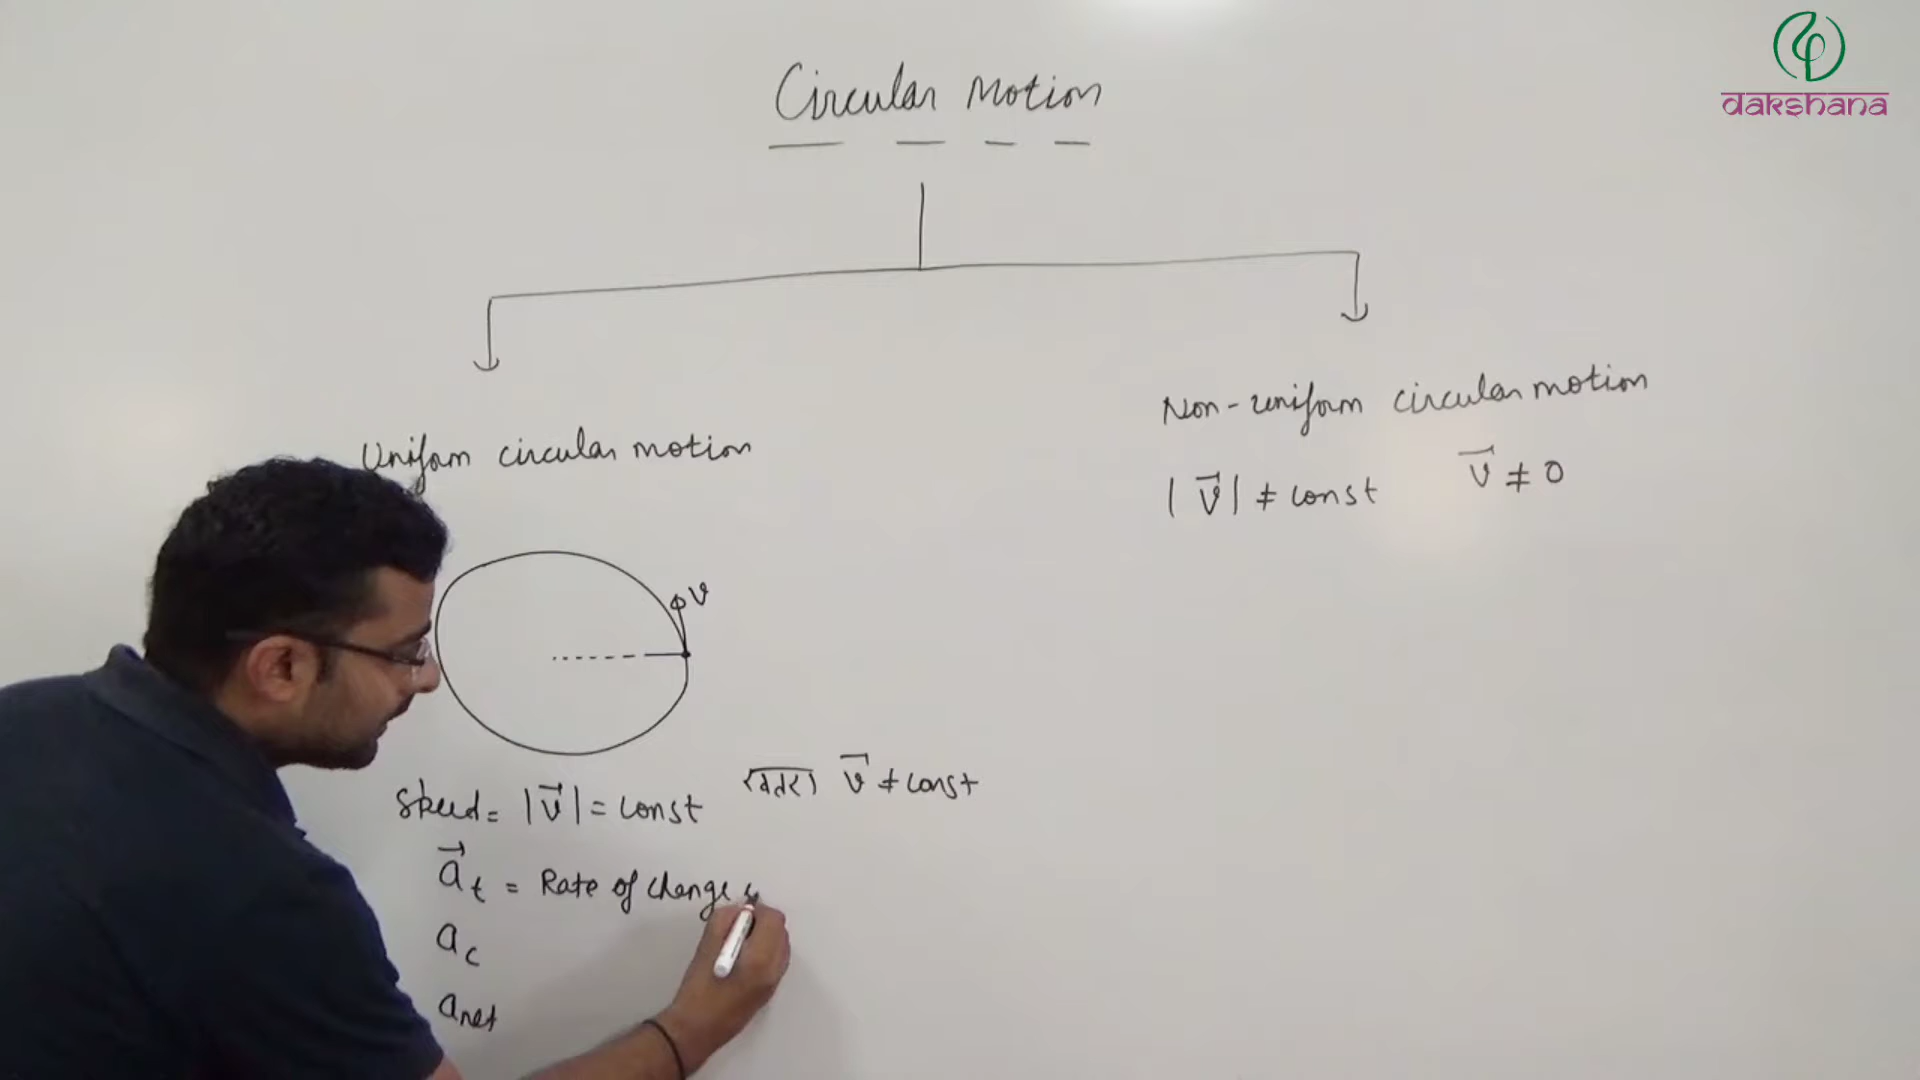 dakshana
Circular Motion
Uniform circular motion
Non-uniform circular motion
|v⃗| ≠ const v⃗ ≠ 0
v
Speed = |v⃗| = const v⃗ ≠ const
a⃗t = Rate of change
ac
anet